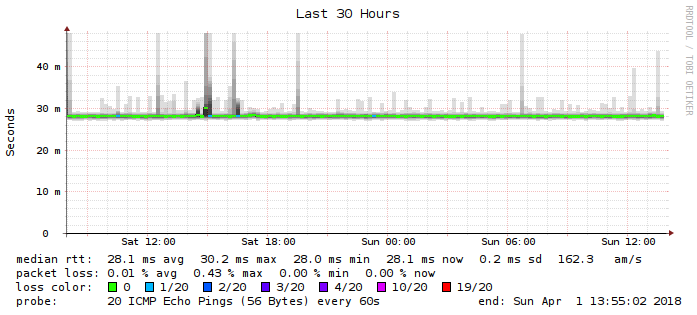 Last 30 Hours
RRDTOOL / TOBI OETIKER
Seconds
40 m
30 m
20 m
10 m
0
Sat 12:00 Sat 18:00 Sun 00:00 Sun 06:00 Sun 12:00
median rtt: 28.1 ms avg 30.2 ms max 28.0 ms min 28.1 ms now 0.2 ms sd 162.3 am/s
packet loss: 0.01 % avg 0.43 % max 0.00 % min 0.00 % now
loss color: 0 1/20 2/20 3/20 4/20 10/20 19/20
probe: 20 ICMP Echo Pings (56 Bytes) every 60s end: Sun Apr 1 13:55:02 2018